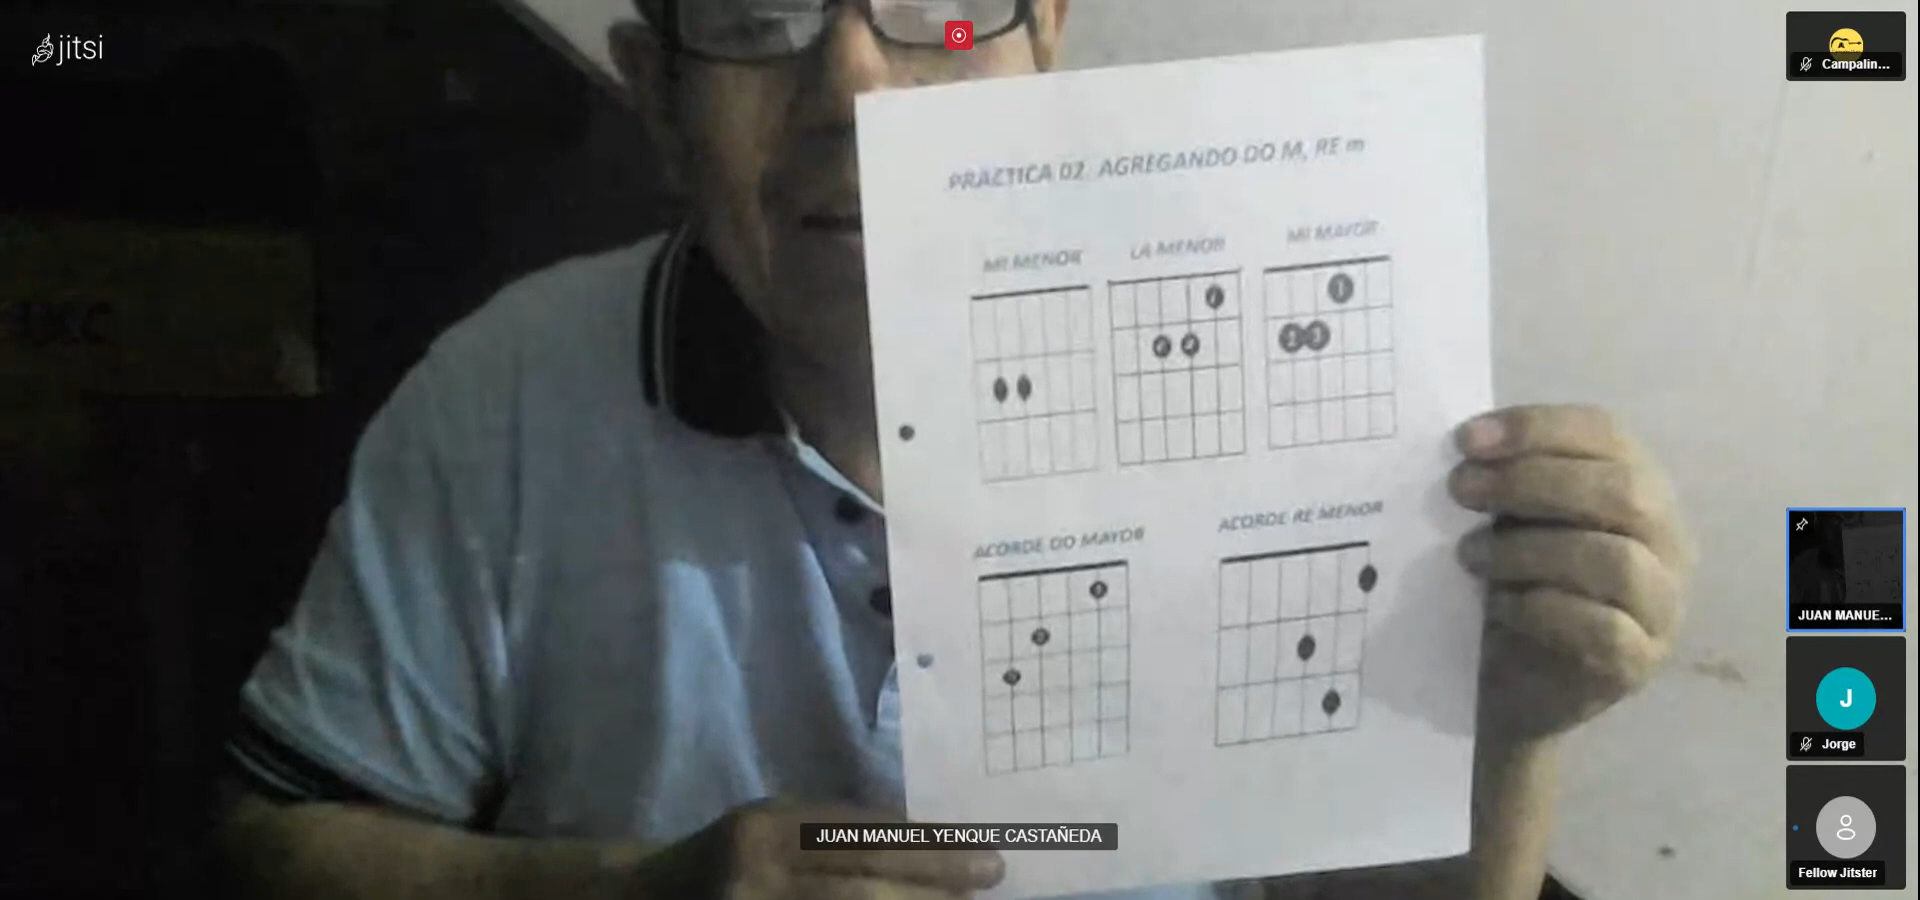 jitsi
Campalin...
PRACTICA 02 AGREGANDO DO M, RE m
MI MENOR
LA MENOR
MI MAYOR
ACORDE DO MAYOR
ACORDE RE MENOR
JUAN MANUE...
J
Jorge
JUAN MANUEL YENQUE CASTAÑEDA
Fellow Jitster